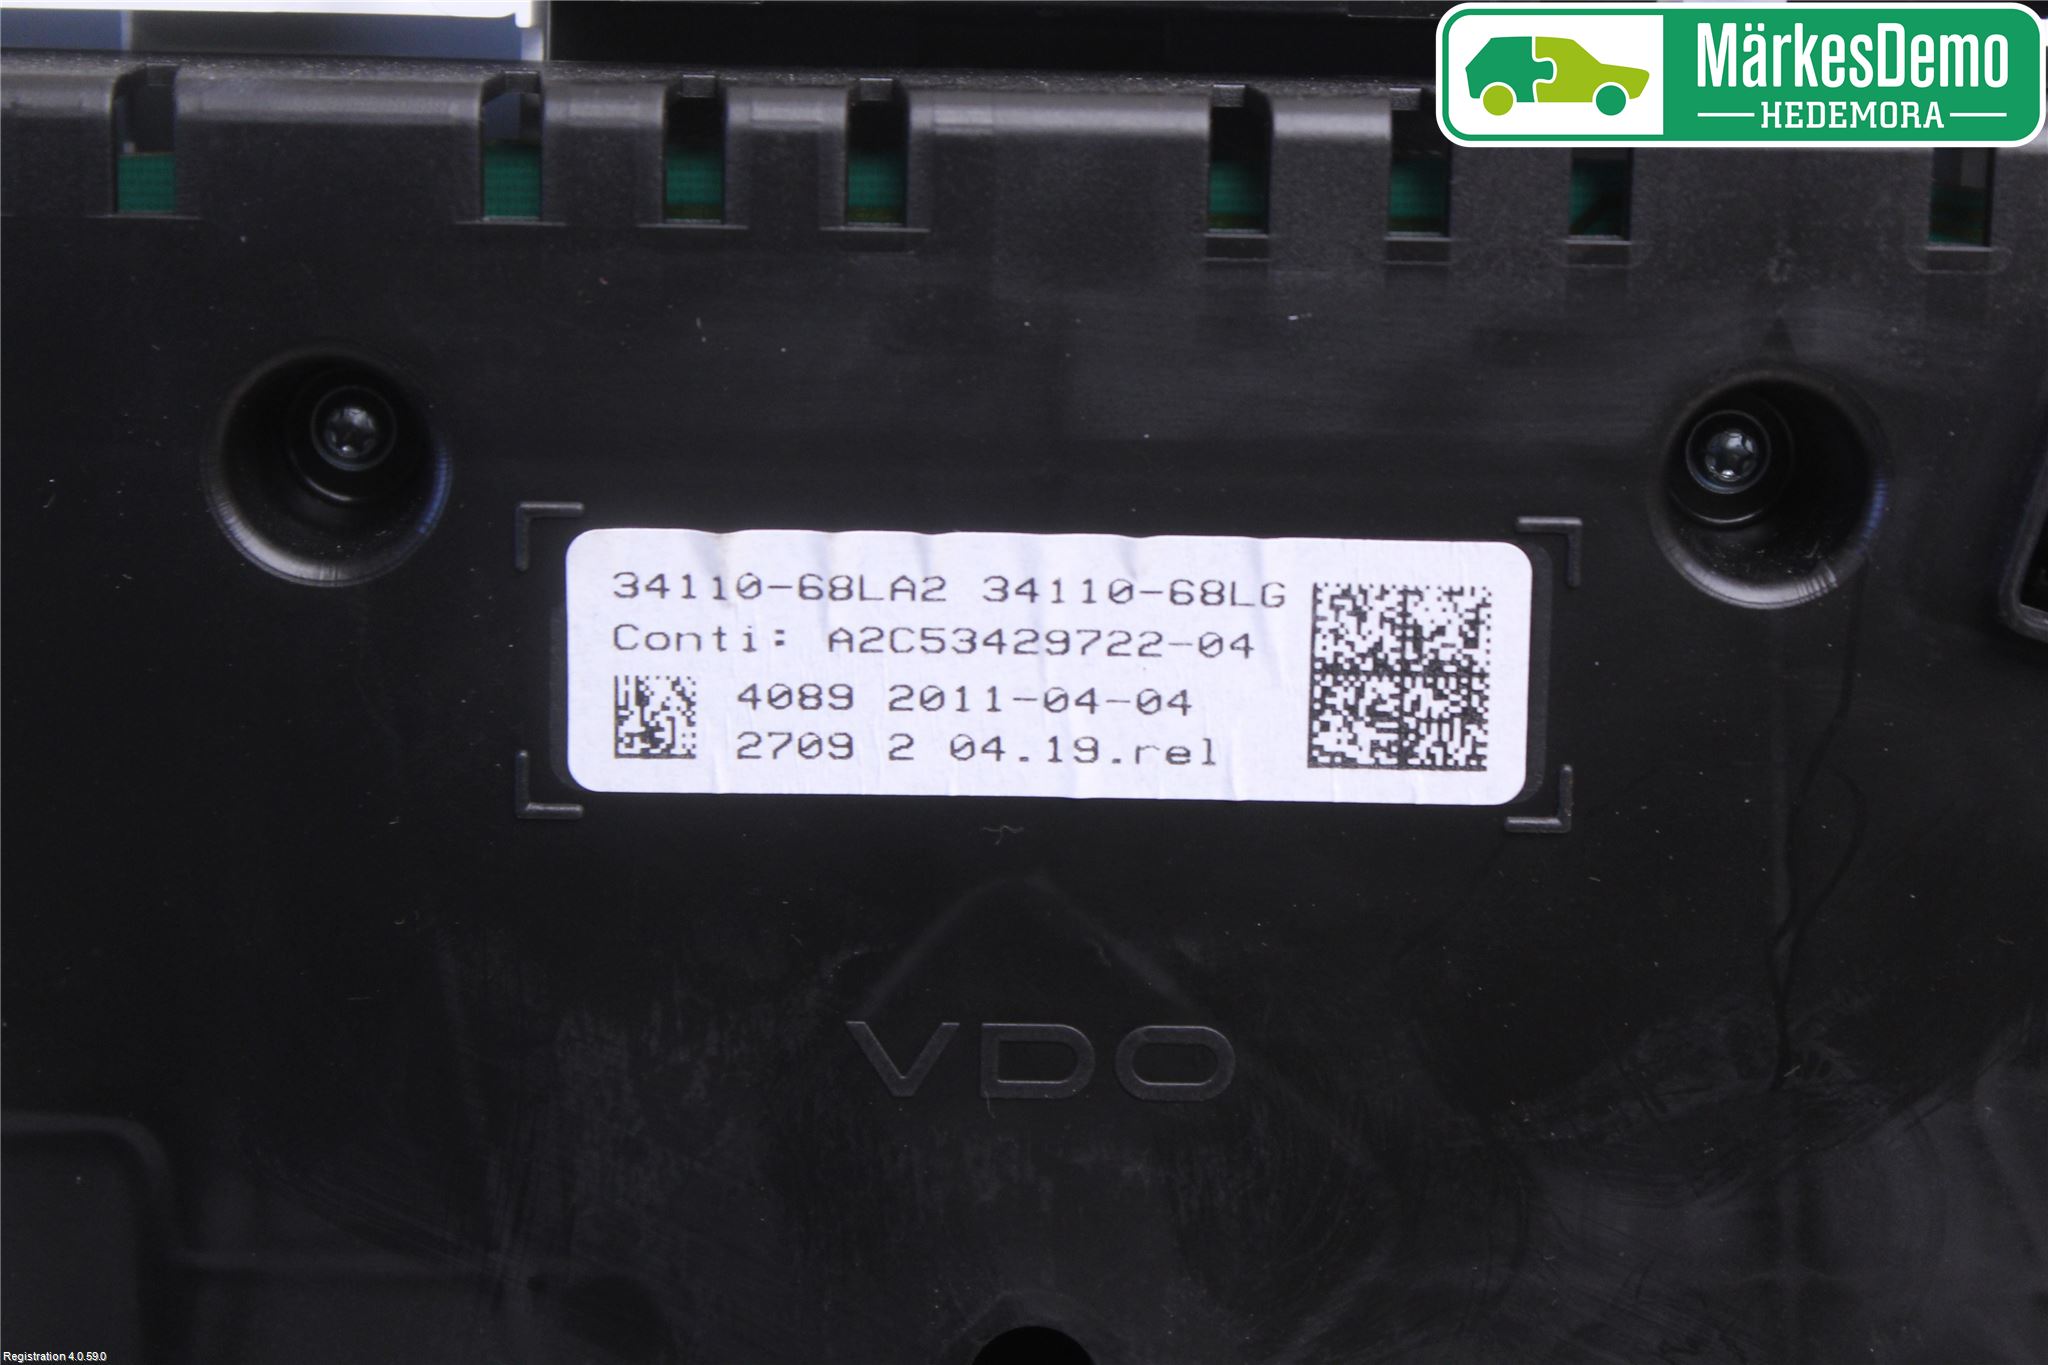 MärkesDemo
HEDEMORA
34110-68LA2 34110-68LG
Conti: A2C53429722-04
4089 2011-04-04
2709 2 04.19.rel
VDO
Registration 4.0.59.0